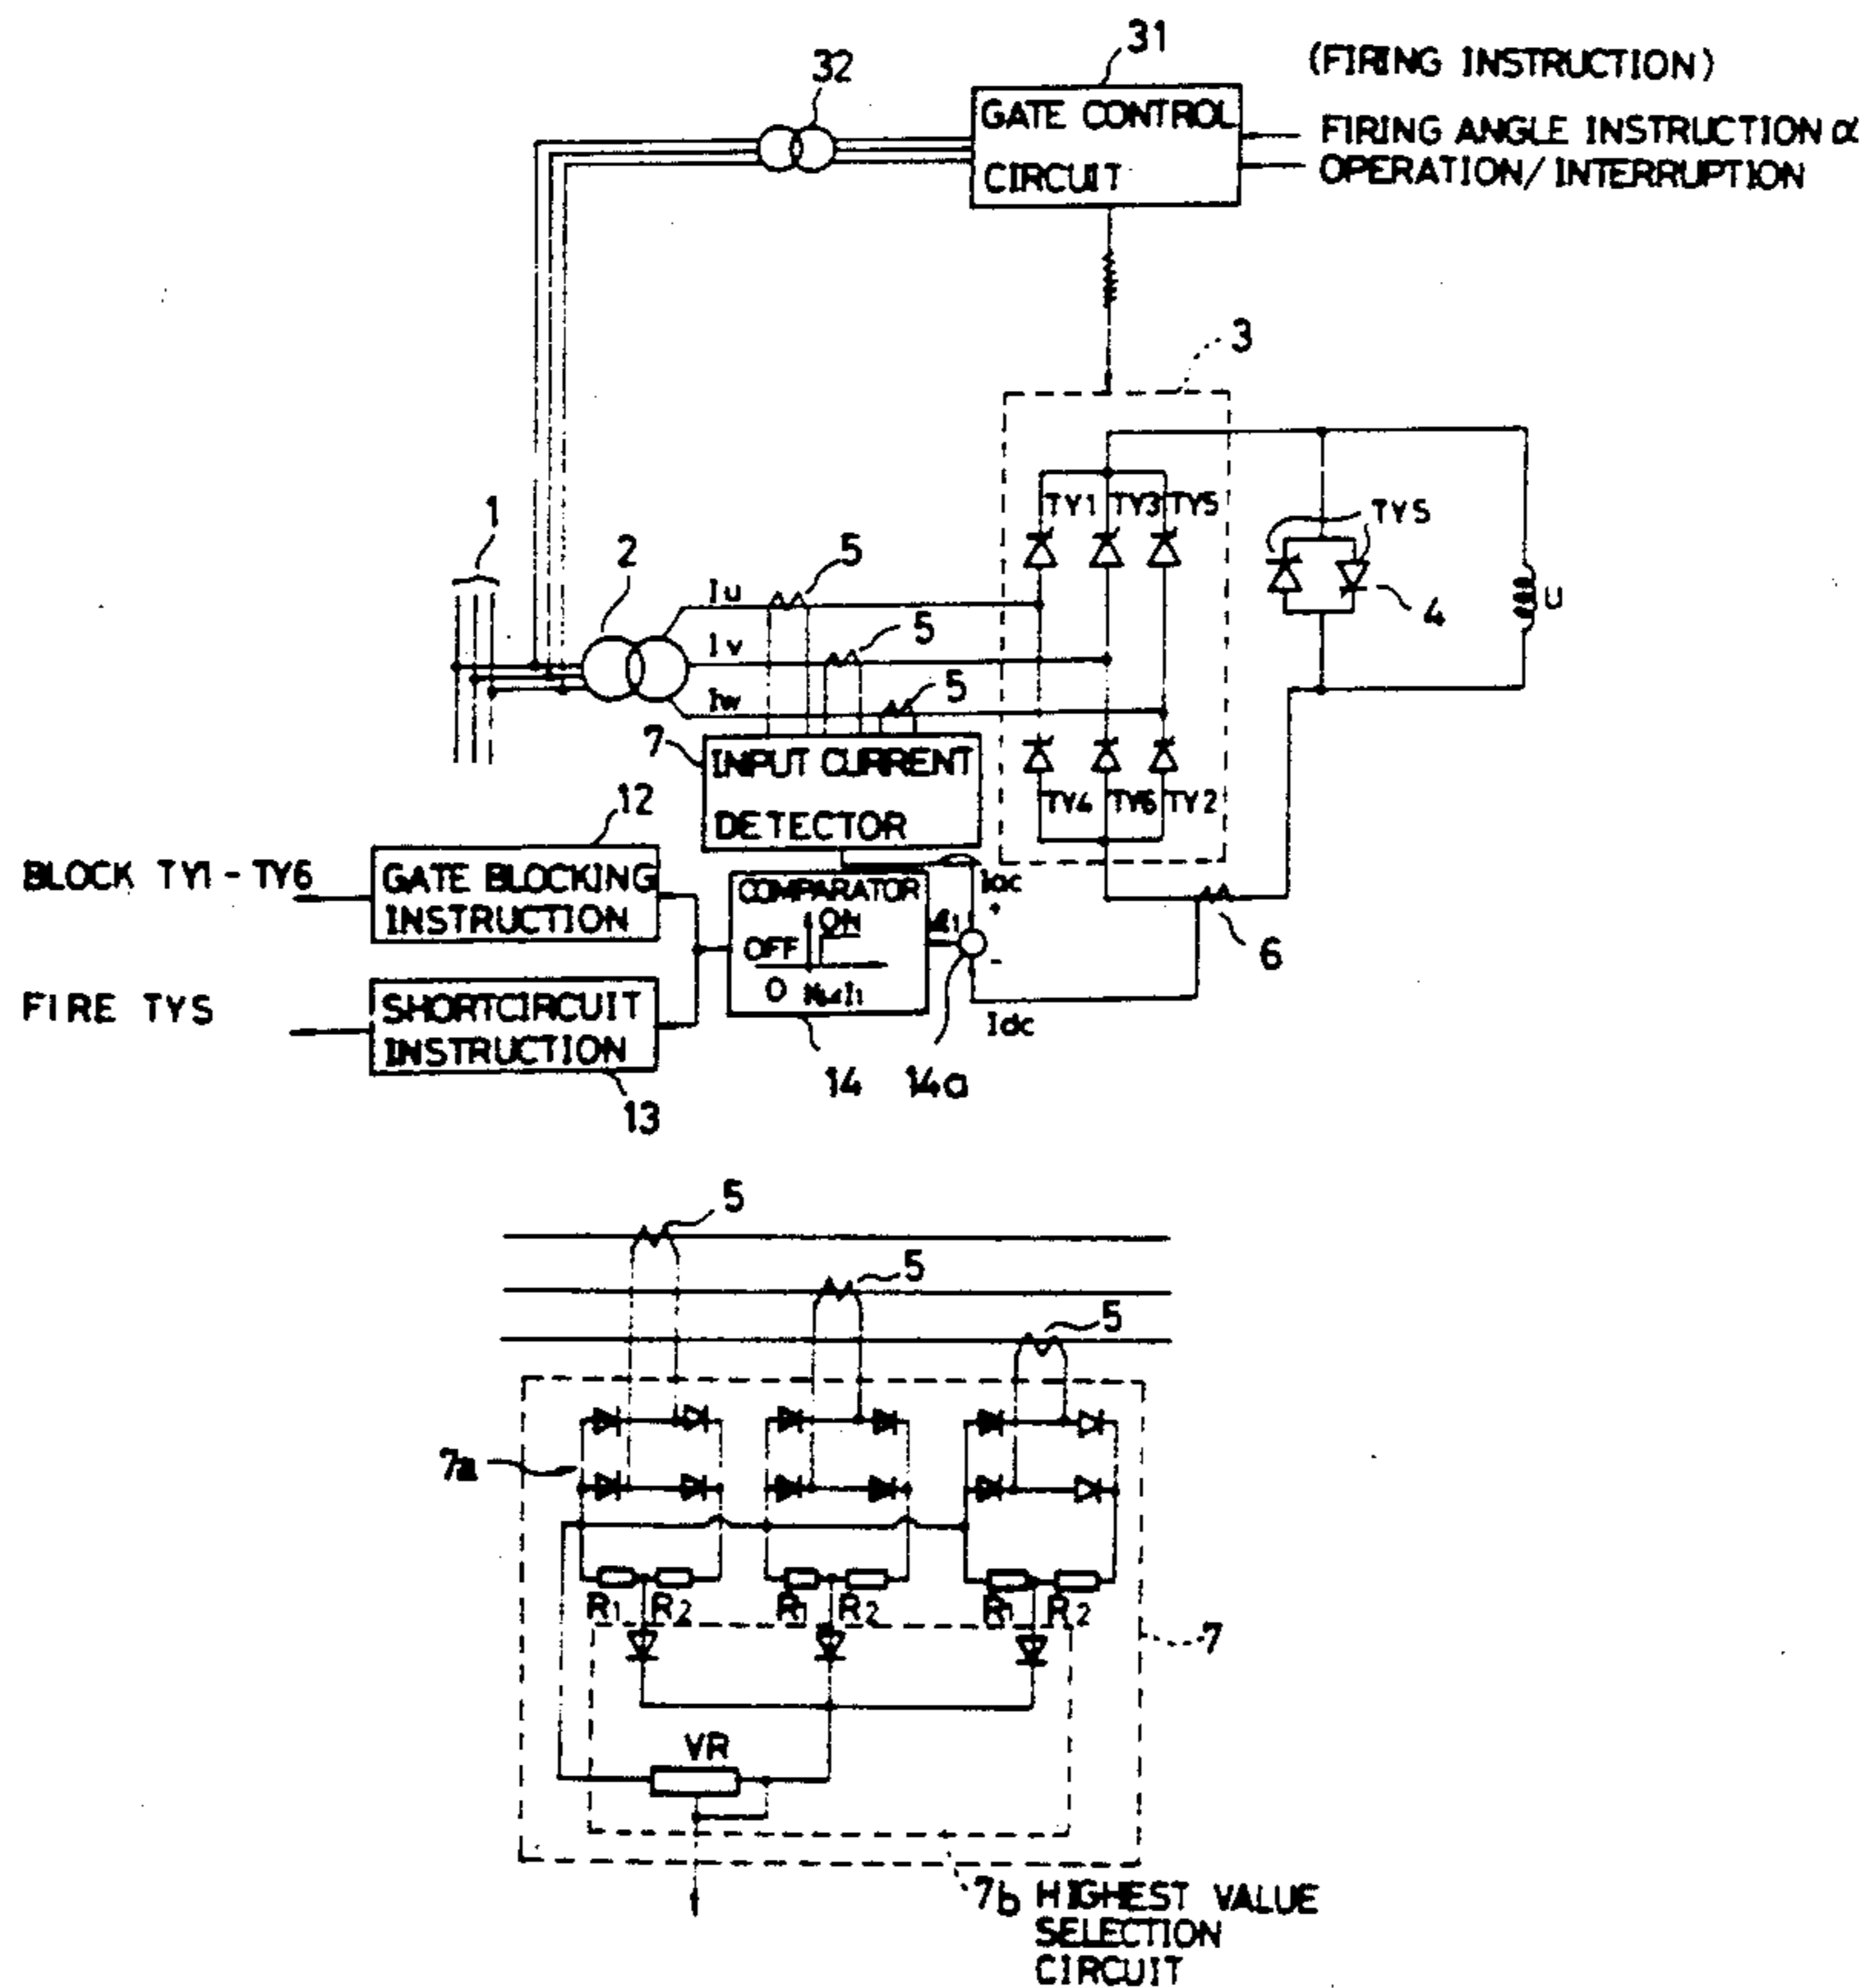 31
(FIRING INSTRUCTION)
32
GATE CONTROL
CIRCUIT
FIRING ANGLE INSTRUCTION α
OPERATION/INTERRUPTION
3
1
2
5
Iu
5
Iv
5
Iw
TY1 TY3 TY5
TYS
4
U
7
INPUT CURRENT
DETECTOR
TY4 TY6 TY2
12
BLOCK TY1-TY6
GATE BLOCKING
INSTRUCTION
COMPARATOR
ON
OFF
0
Iac
+
-
6
FIRE TYS
SHORTCIRCUIT
INSTRUCTION
Idc
13
14
14a
5
5
5
7a
R1 R2
R1 R2
R1 R2
7
VR
7b HIGHEST VALUE
SELECTION
CIRCUIT